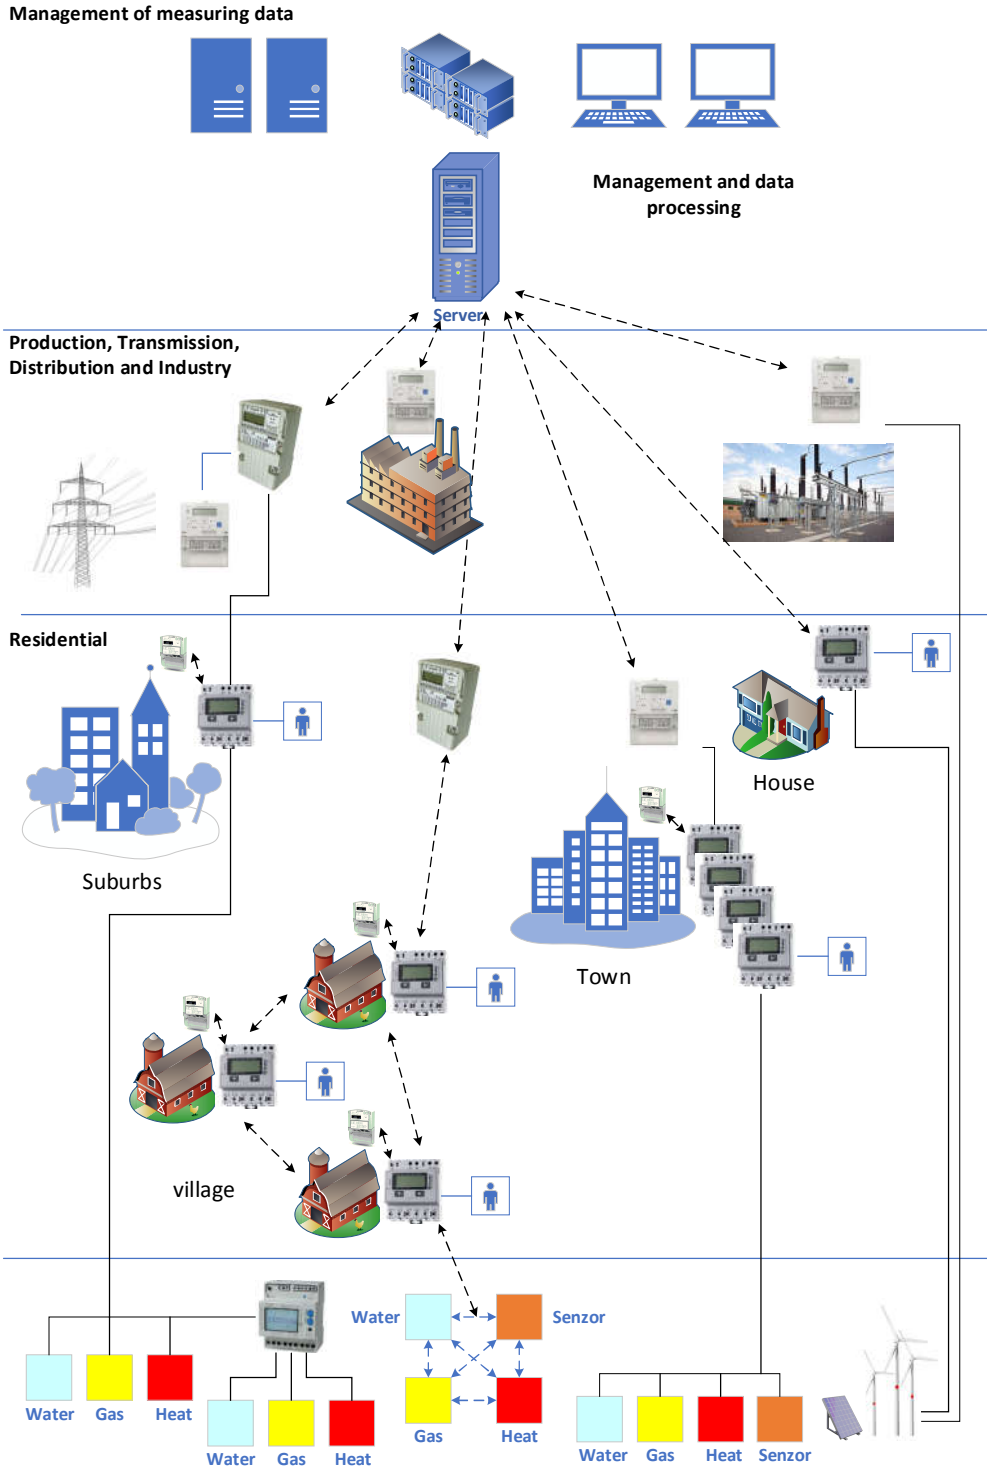 Management of measuring data
Management and data
processing
Server
Production, Transmission,
Distribution and Industry
Residential
House
Suburbs
Town
village
Water
Senzor
Gas
Heat
Water
Gas
Heat
Water
Gas
Heat
Water
Gas
Heat
Senzor